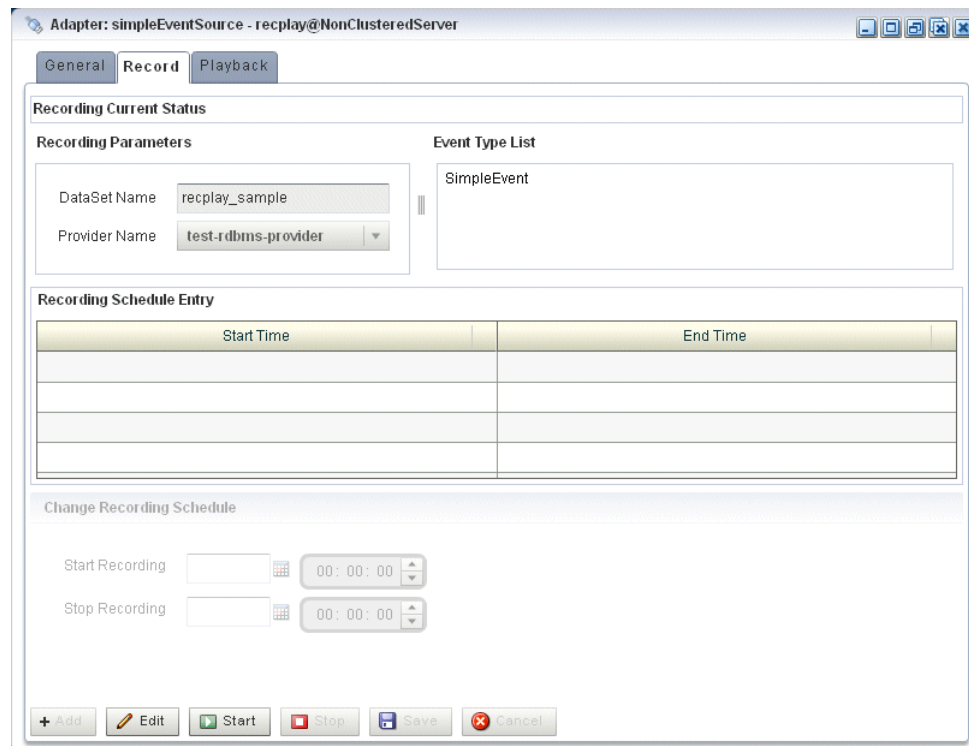 Adapter: simpleEventSource - recplay@NonClusteredServer
General Record Playback
Recording Current Status
Recording Parameters
Event Type List
DataSet Name recplay_sample
Provider Name test-rdbms-provider
SimpleEvent
Recording Schedule Entry
Start Time End Time
Change Recording Schedule
Start Recording 00: 00: 00
Stop Recording 00: 00: 00
+ Add Edit Start Stop Save Cancel